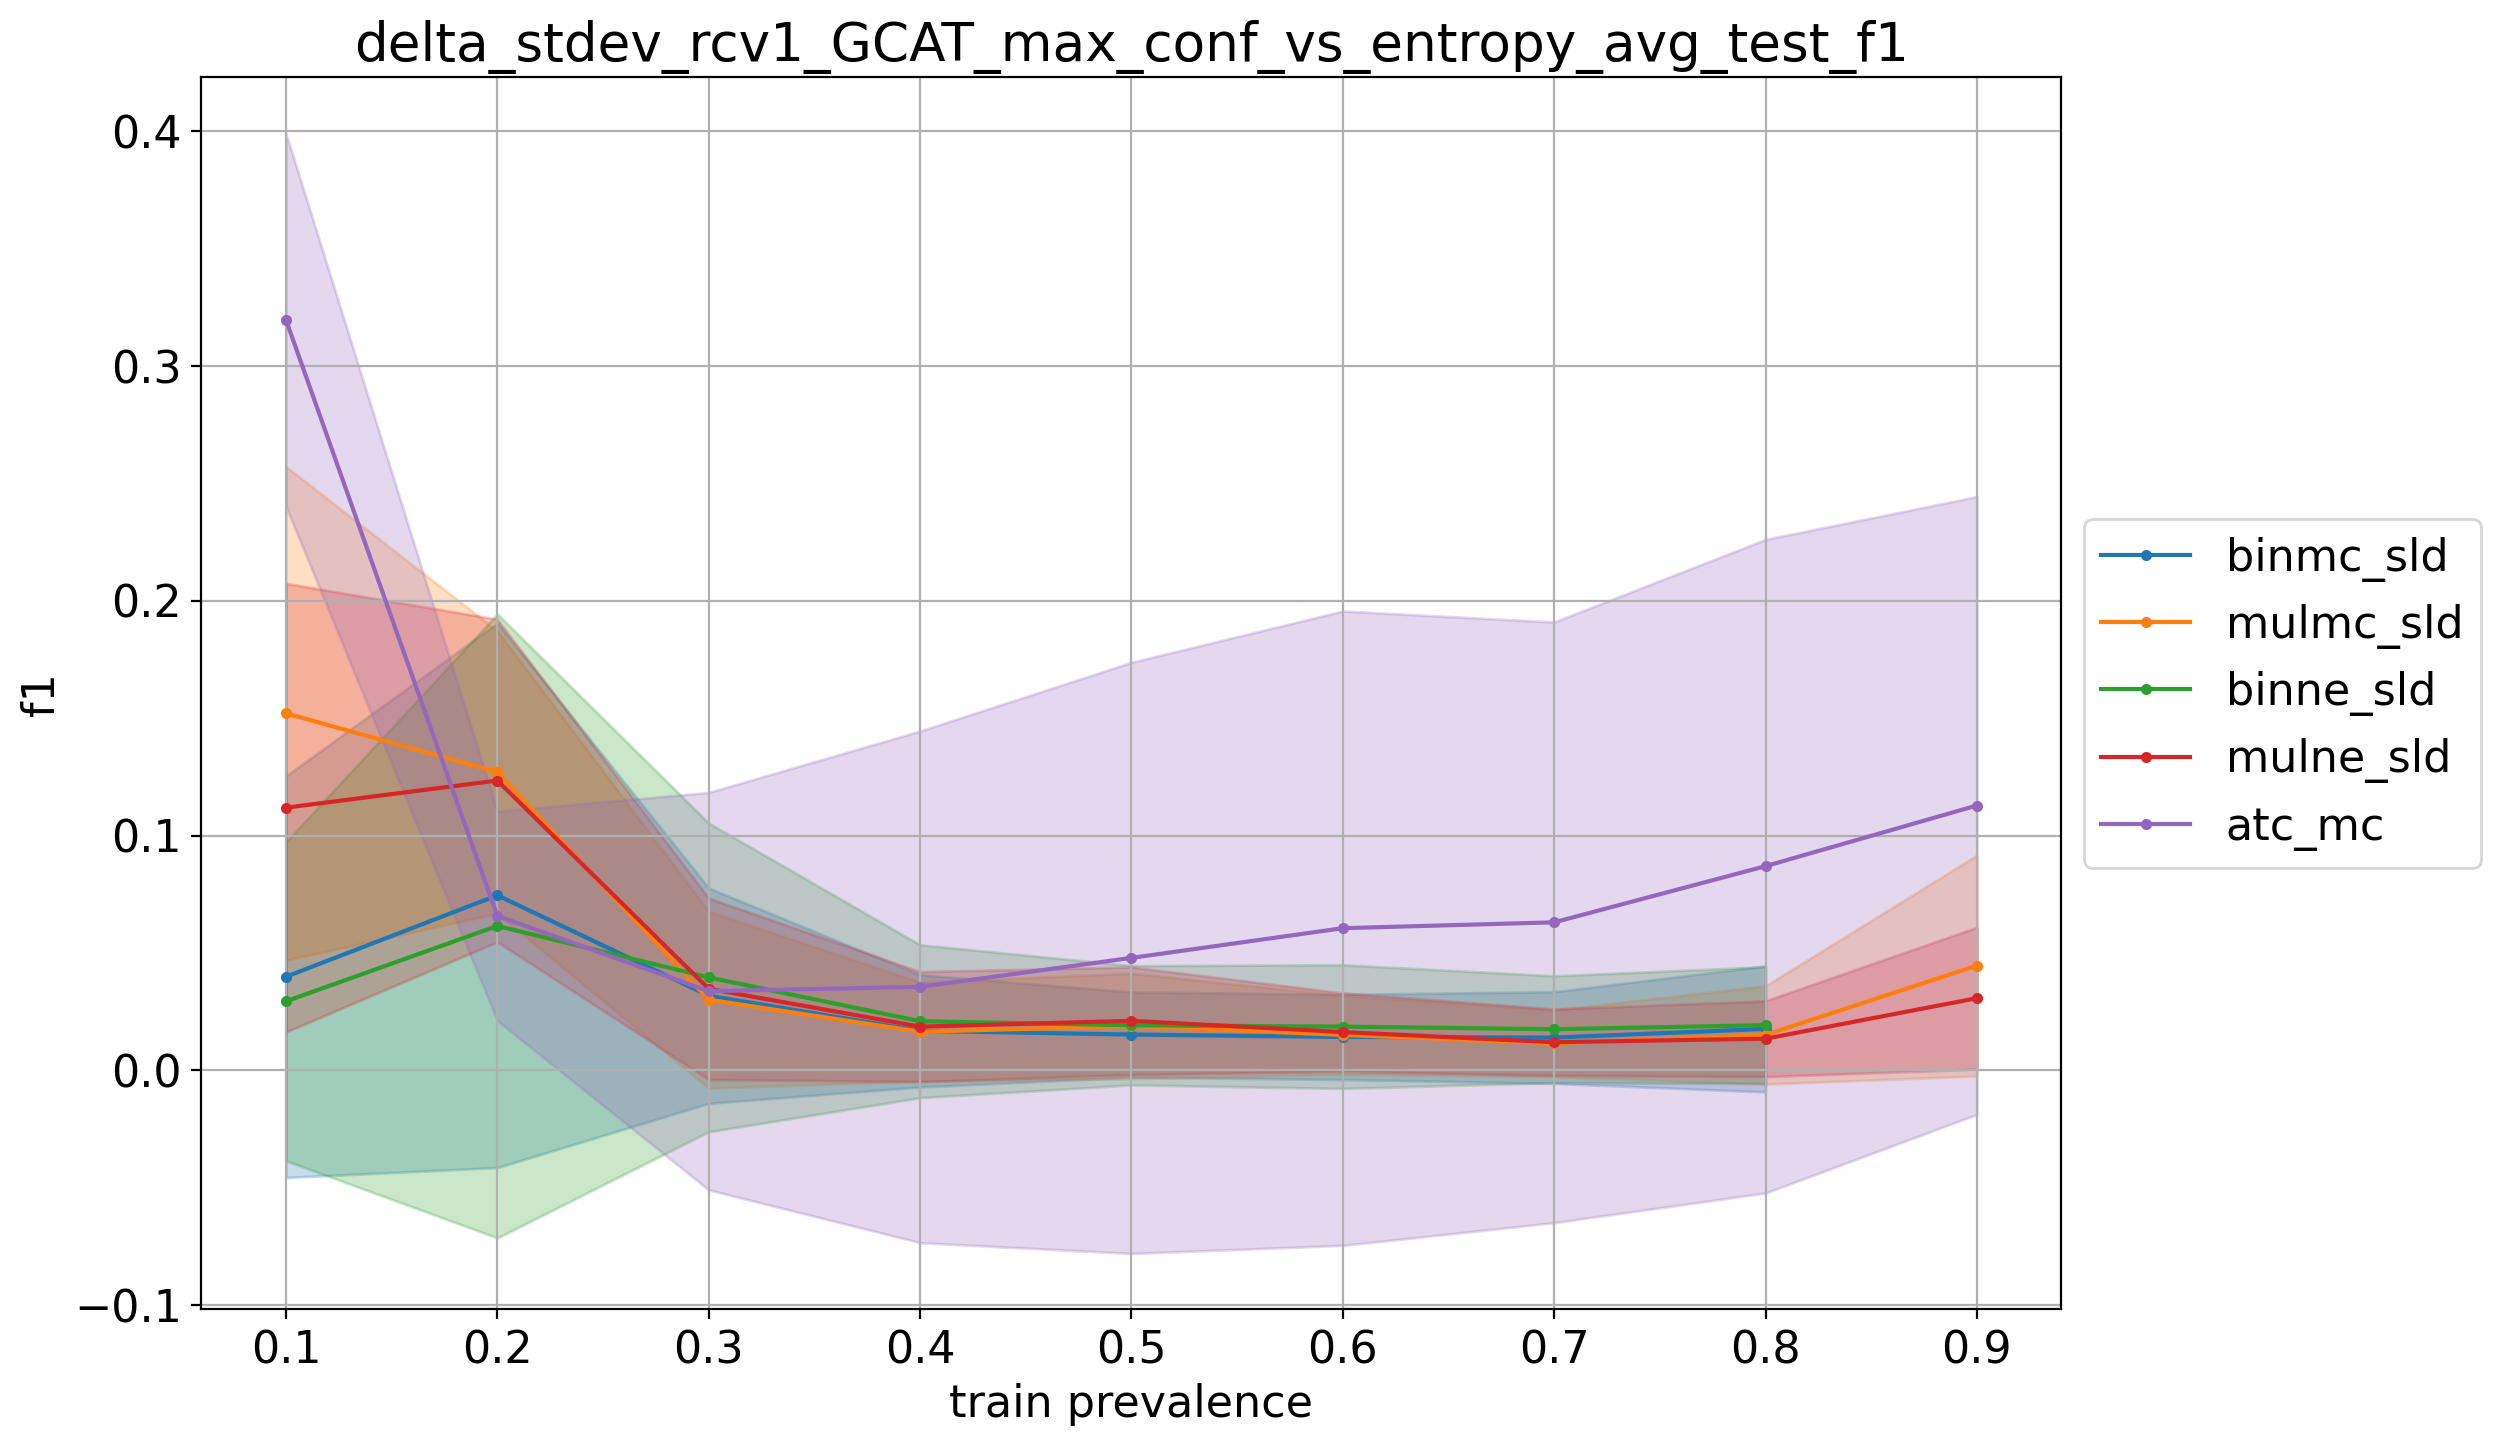 delta_stdev_rcv1_GCAT_max_conf_vs_entropy_avg_test_f1
0.4
0.3
0.2
0.1
0.0
−0.1
f1
0.1 0.2 0.3 0.4 0.5 0.6 0.7 0.8 0.9
train prevalence
binmc_sld
mulmc_sld
binne_sld
mulne_sld
atc_mc